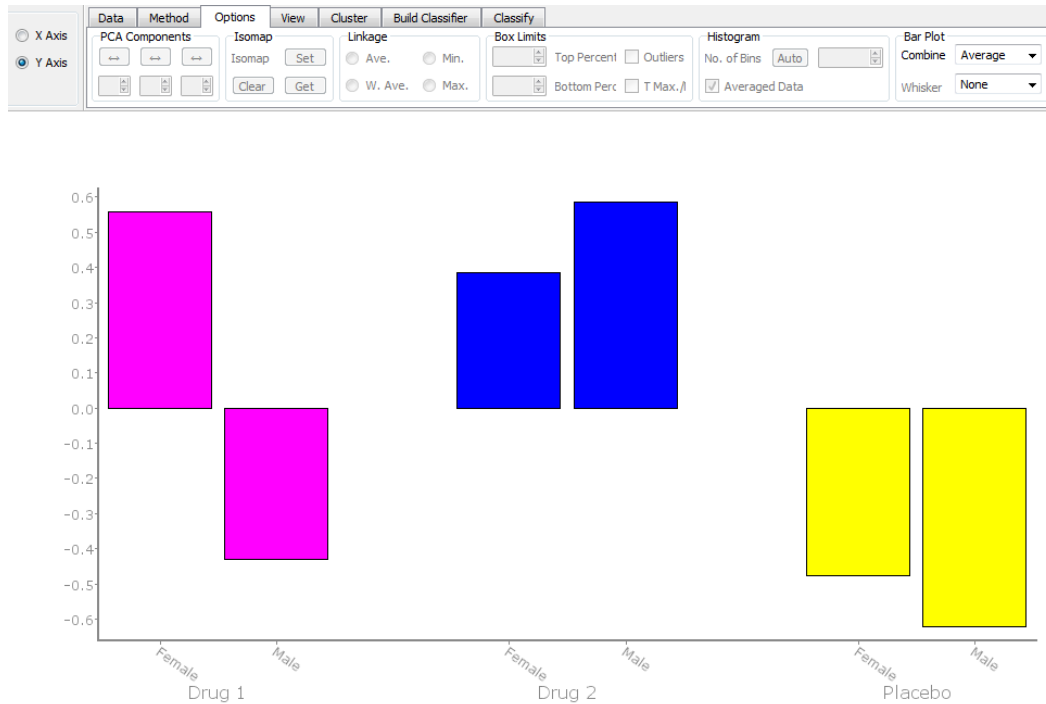 Data Method Options View Cluster Build Classifier Classify
X Axis
Y Axis
PCA Components Isomap Linkage Box Limits Histogram Bar Plot
Isomap Set Ave. Min. Top Percent Outliers No. of Bins Auto Combine Average
Clear Get W. Ave. Max. Bottom Perc T Max./ Averaged Data Whisker None
0.6
0.5
0.4
0.3
0.2
0.1
0.0
-0.1
-0.2
-0.3
-0.4
-0.5
-0.6
Female Male Female Male Female Male
Drug 1 Drug 2 Placebo